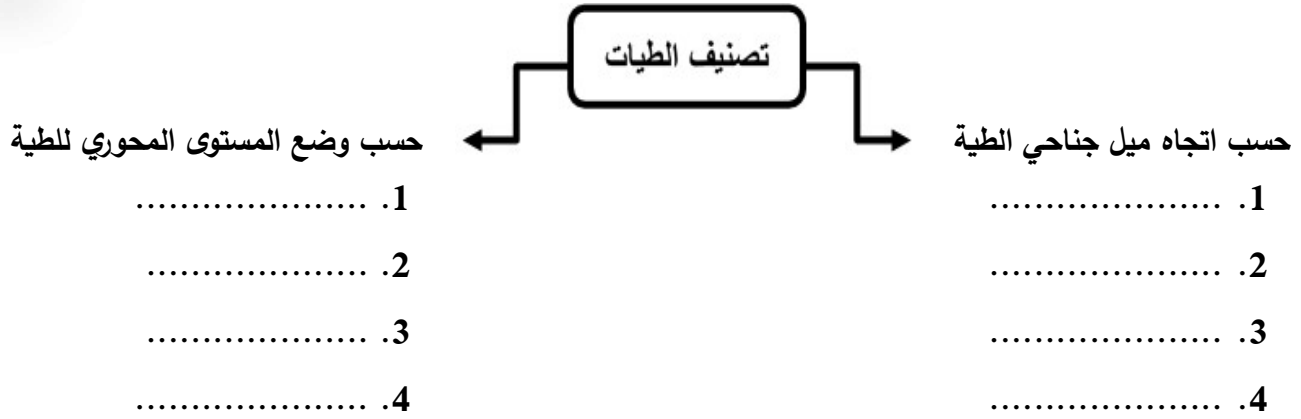 تصنيف الطيات
حسب اتجاه ميل جناحي الطية
1. .....................
2. .....................
3. .....................
4. .....................
حسب وضع المستوى المحوري للطية
1. .....................
2. ....................
3. ....................
4. .....................